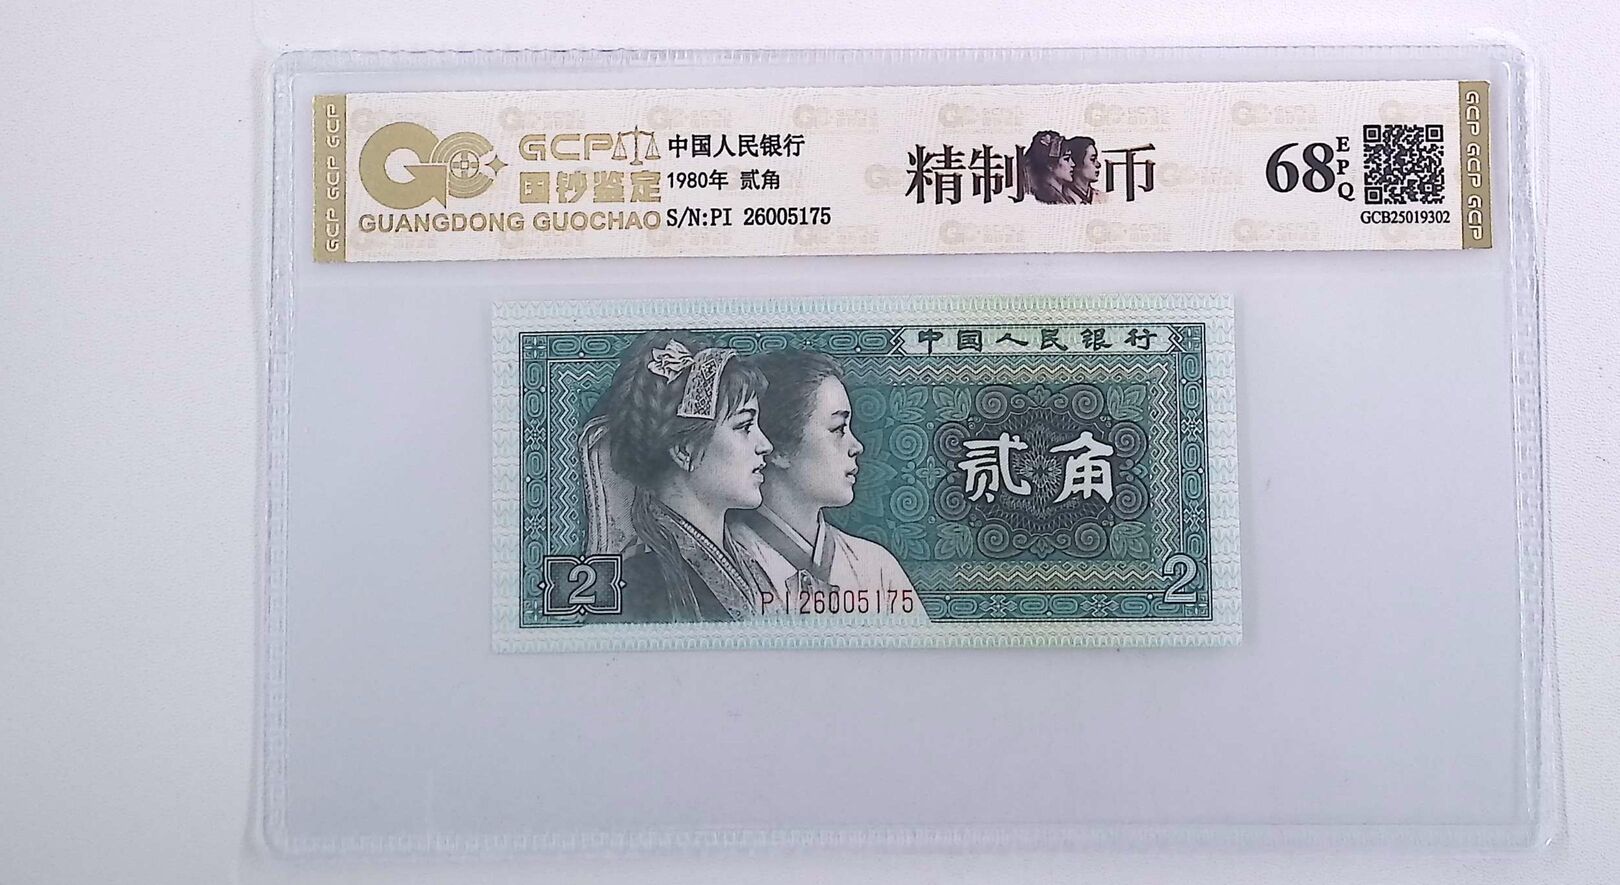 GCP GCP GCP
GCP 国钞鉴定
GUANGDONG GUOCHAO
中国人民银行
1980年 贰角
S/N:PI 26005175
精制币
68 EPQ
GCB25019302
GCP GCP GCP
中国人民银行
贰角
2
2
PI26005175